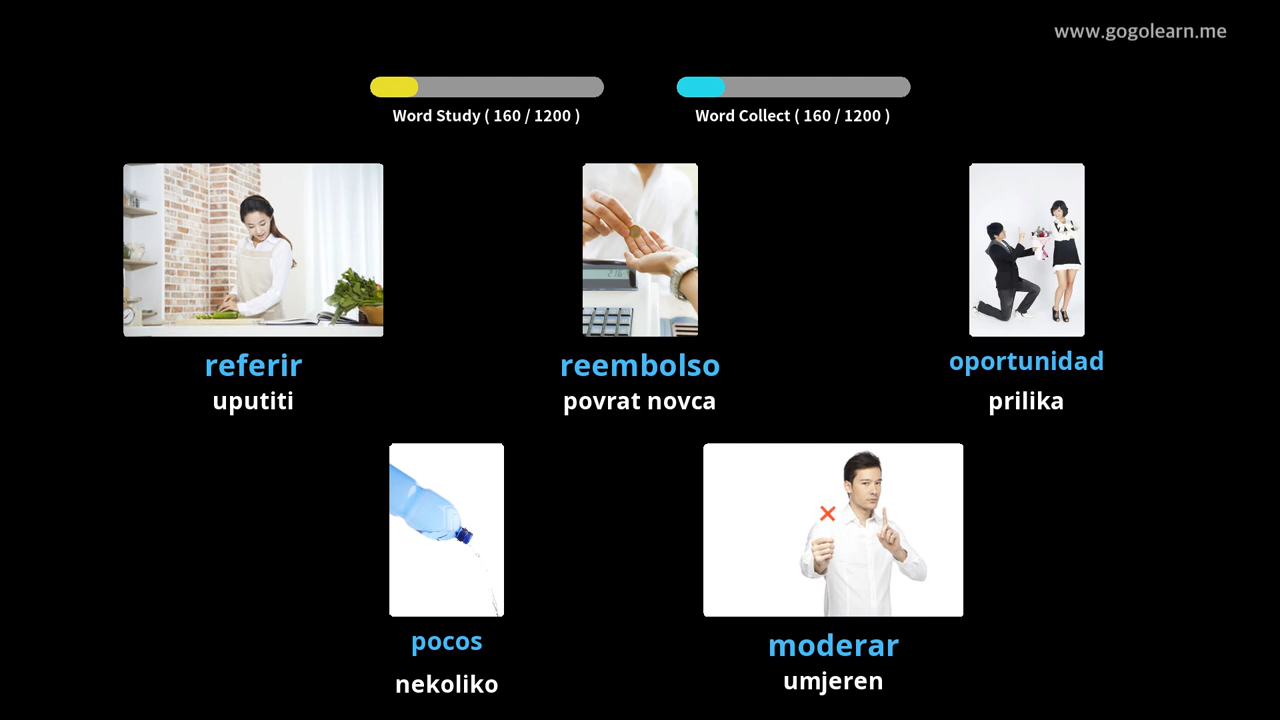 www.gogolearn.me
Word Study ( 160 / 1200 )
Word Collect ( 160 / 1200 )
referir
uputiti
reembolso
povrat novca
oportunidad
prilika
pocos
nekoliko
moderar
umjeren